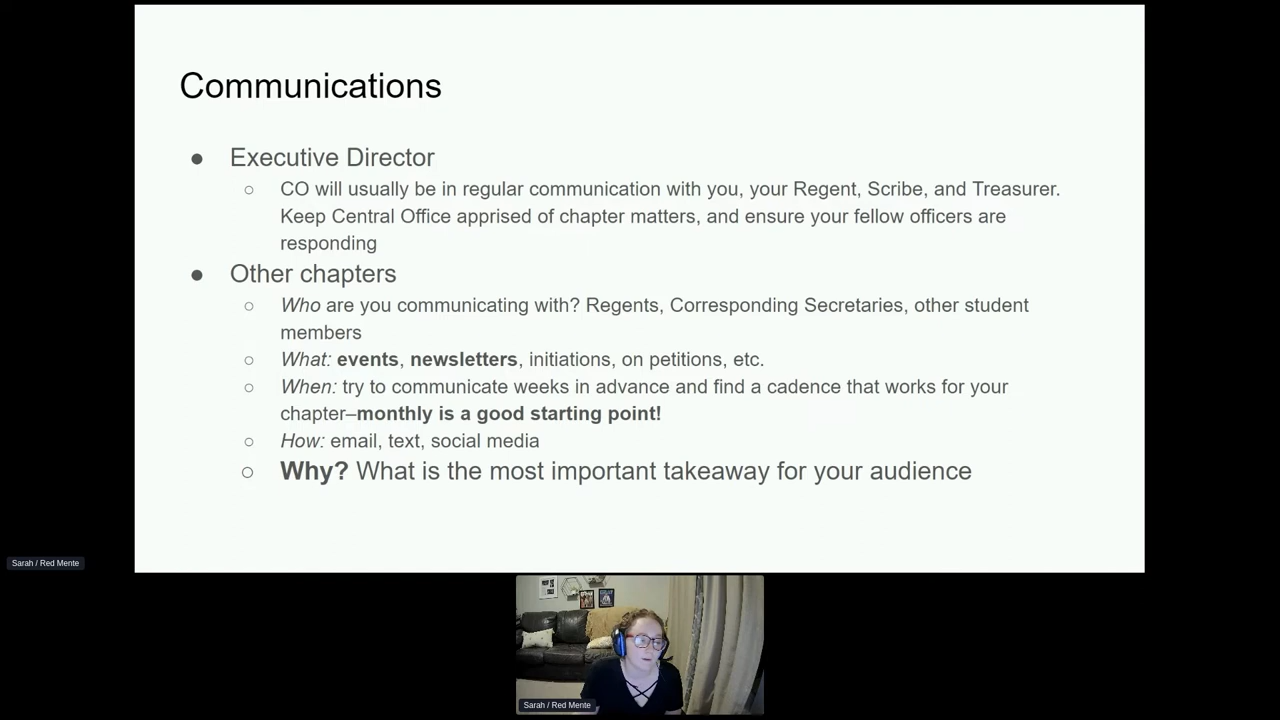 Communications
● Executive Director
○ CO will usually be in regular communication with you, your Regent, Scribe, and Treasurer.
Keep Central Office apprised of chapter matters, and ensure your fellow officers are
responding
● Other chapters
○ Who are you communicating with? Regents, Corresponding Secretaries, other student
members
○ What: events, newsletters, initiations, on petitions, etc.
○ When: try to communicate weeks in advance and find a cadence that works for your
chapter–monthly is a good starting point!
○ How: email, text, social media
○ Why? What is the most important takeaway for your audience
Sarah / Red Mente
Sarah / Red Mente